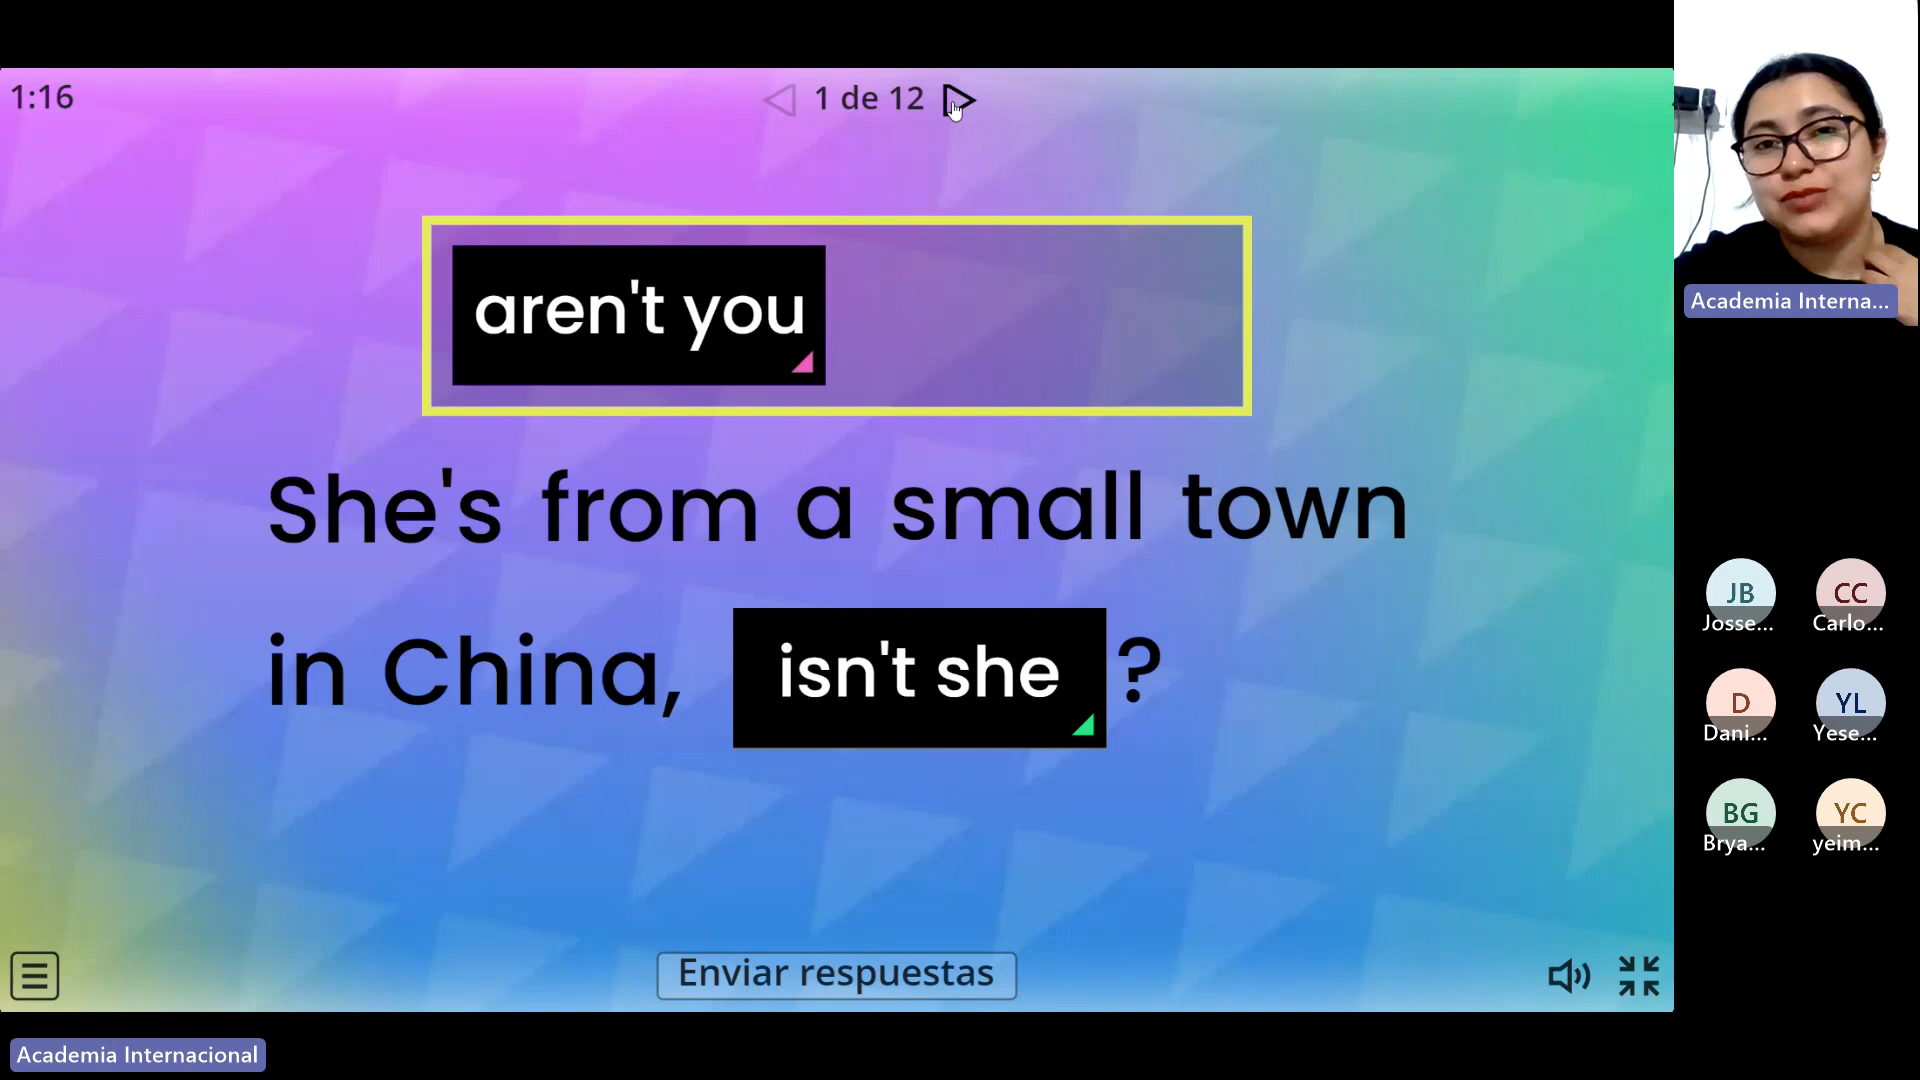 1:16
1 de 12
aren't you
She's from a small town
in China, isn't she ?
Enviar respuestas
Academia Interna...
JB
Josse...
CC
Carlo...
D
Dani...
YL
Yese...
BG
Brya...
YC
yeim...
Academia Internacional